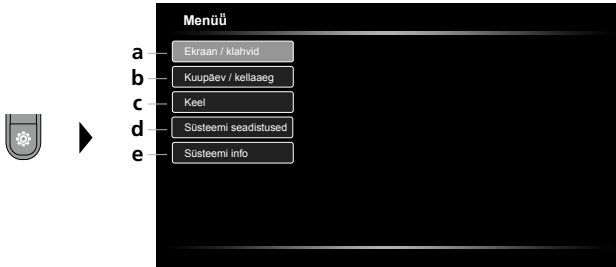 Menüü
a Ekraan / klahvid
b Kuupäev / kellaaeg
c Keel
d Süsteemi seadistused
e Süsteemi info